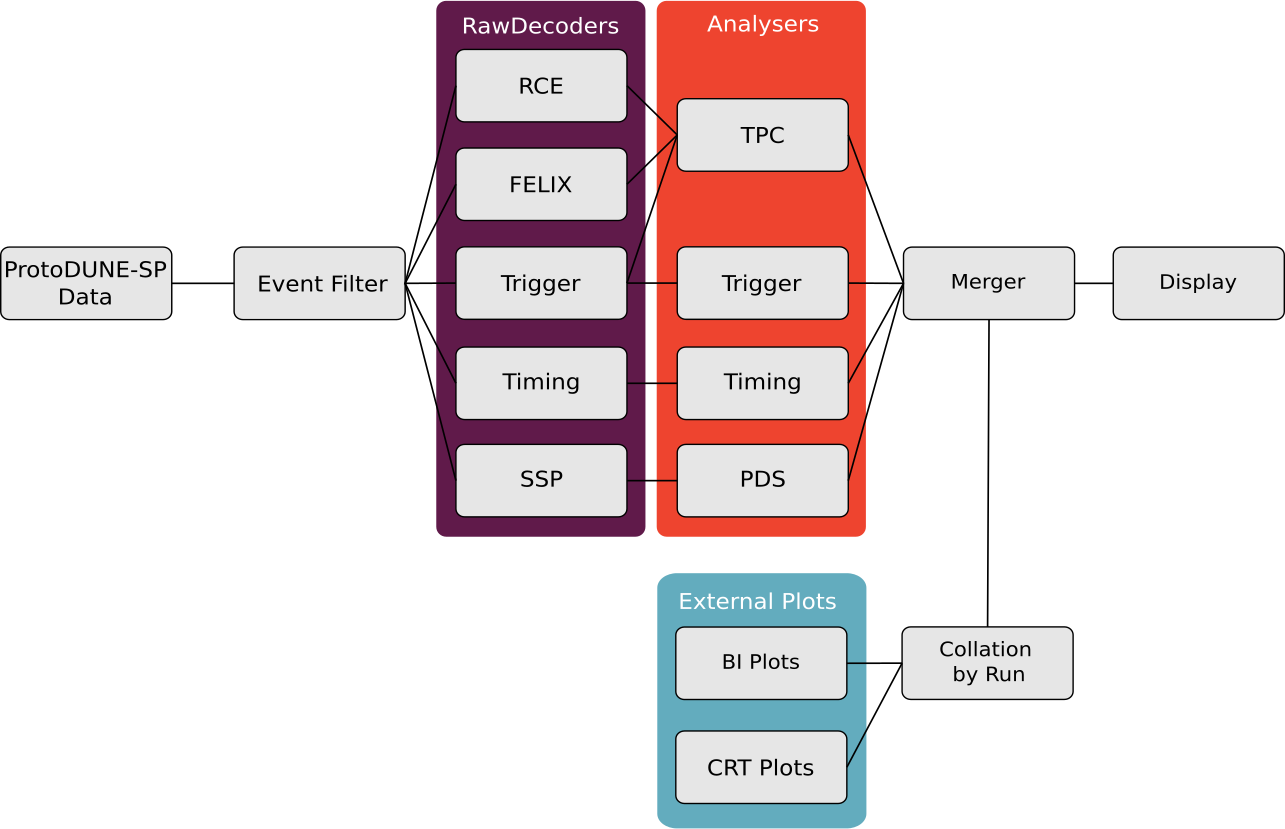 RawDecoders
Analysers
RCE
TPC
FELIX
ProtoDUNE-SP
Data
Event Filter
Trigger
Trigger
Merger
Display
Timing
Timing
SSP
PDS
External Plots
BI Plots
Collation
by Run
CRT Plots